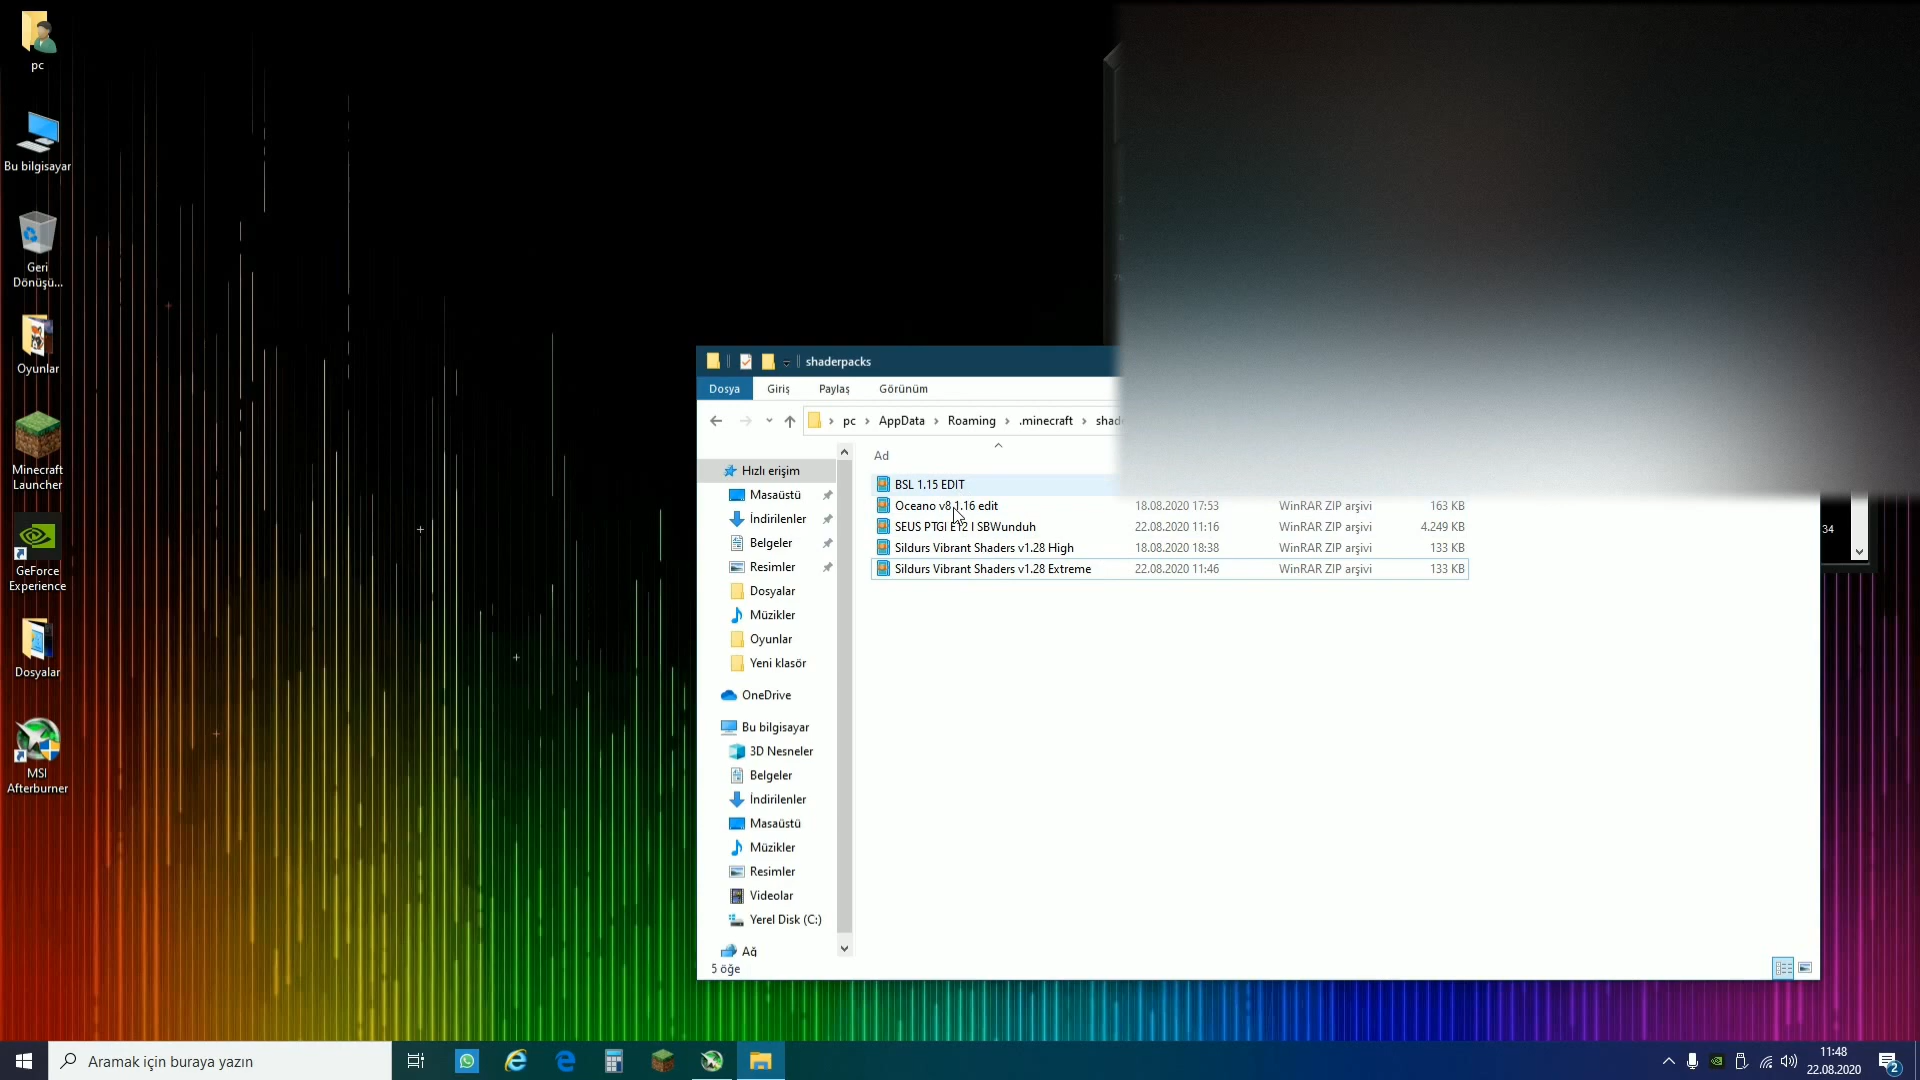 pc
Bu bilgisayar
Geri
Dönüşü...
Oyunlar
Minecraft
Launcher
GeForce
Experience
Dosyalar
MSI
Afterburner
shaderpacks
Dosya Giriş Paylaş Görünüm
pc AppData Roaming .minecraft
Ad
BSL 1.15 EDIT
Oceano v8.1.16 edit 18.08.2020 17:53 WinRAR ZIP arşivi 163 KB
SEUS PTGI E12 I SBWunduh 22.08.2020 11:16 WinRAR ZIP arşivi 4.249 KB
Sildurs Vibrant Shaders v1.28 High 18.08.2020 18:38 WinRAR ZIP arşivi 133 KB
Sildurs Vibrant Shaders v1.28 Extreme 22.08.2020 11:46 WinRAR ZIP arşivi 133 KB
Hızlı erişim
Masaüstü
İndirilenler
Belgeler
Resimler
Dosyalar
Müzikler
Oyunlar
Yeni klasör
OneDrive
Bu bilgisayar
3D Nesneler
Belgeler
İndirilenler
Masaüstü
Müzikler
Resimler
Videolar
Yerel Disk (C:)
Ağ
5 öğe
34
Aramak için buraya yazın
11:48
22.08.2020
2